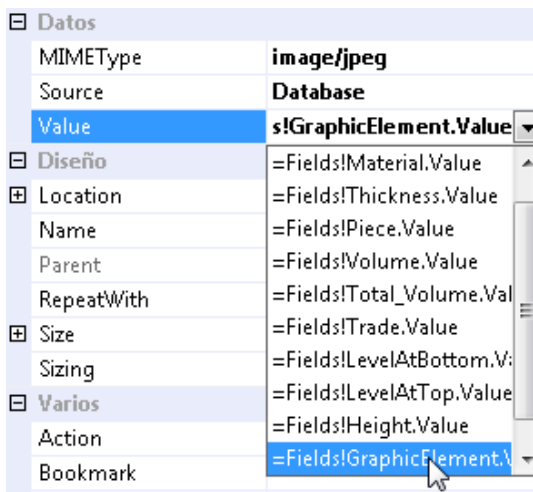 Datos
MIMEType image/jpeg
Source Database
Value s!GraphicElement.Value
Diseño =Fields!Material.Value
Location =Fields!Thickness.Value
Name =Fields!Piece.Value
Parent =Fields!Volume.Value
RepeatWith =Fields!Total_Volume.Val
Size =Fields!Trade.Value
Sizing =Fields!LevelAtBottom.Va
Varios =Fields!LevelAtTop.Value
Action =Fields!Height.Value
Bookmark =Fields!GraphicElement.V